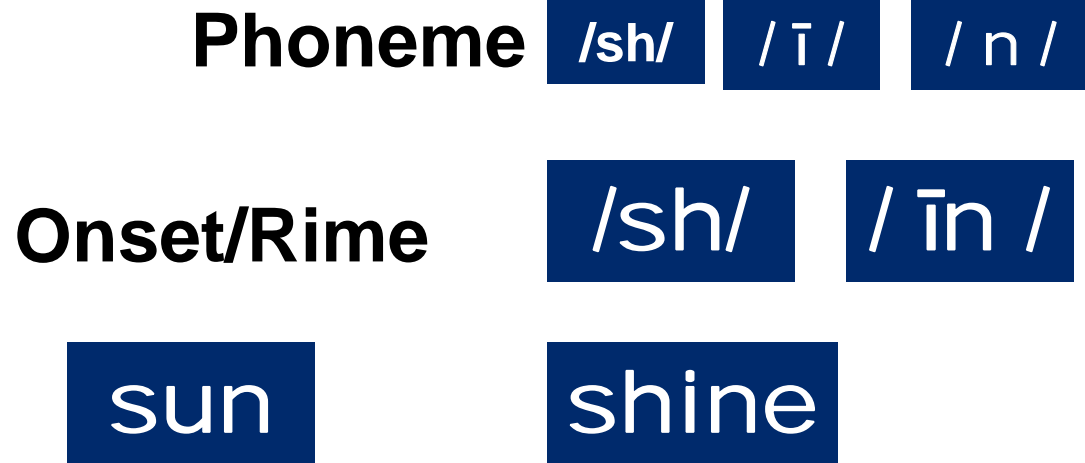 Phoneme /sh/ / ī / / n /
Onset/Rime /sh/ / īn /
sun shine